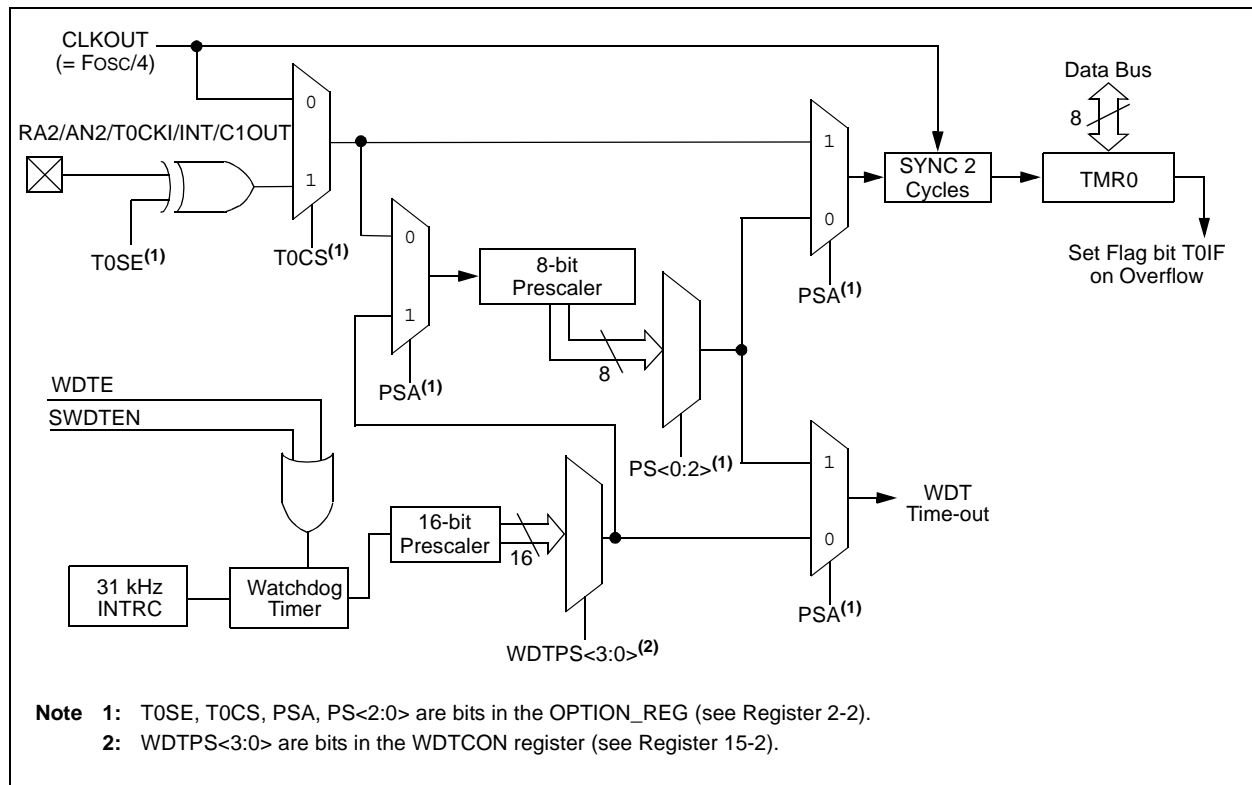 CLKOUT
(= FOSC/4)
Data Bus
8
RA2/AN2/T0CKI/INT/C1OUT
0
1
1
0
SYNC 2
Cycles
TMR0
T0SE(1)
T0CS(1)
0
1
8-bit
Prescaler
PSA(1)
Set Flag bit T0IF
on Overflow
8
PSA(1)
WDTE
SWDTEN
PS<0:2>(1)
1
0
WDT
Time-out
16-bit
Prescaler
16
31 kHz
INTRC
Watchdog
Timer
PSA(1)
WDTPS<3:0>(2)
Note 1: T0SE, T0CS, PSA, PS<2:0> are bits in the OPTION_REG (see Register 2-2).
2: WDTPS<3:0> are bits in the WDTCON register (see Register 15-2).